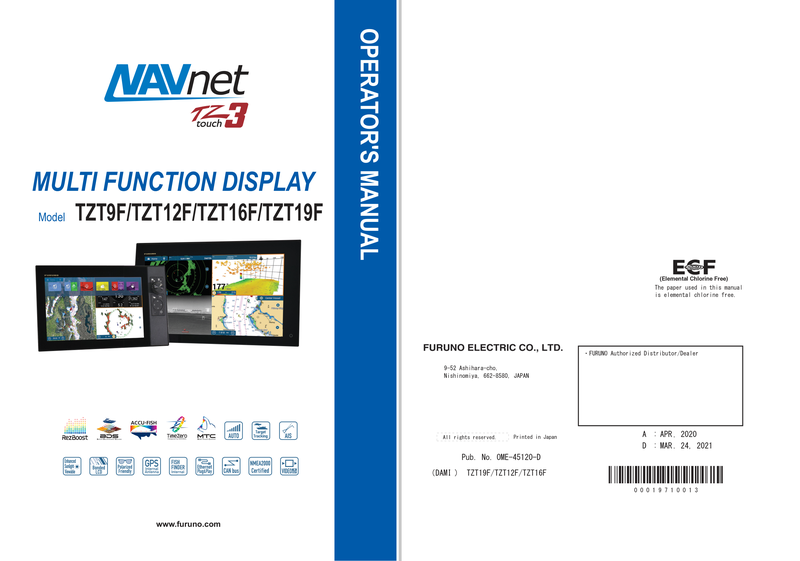 NAVnet
TZ
touch 3
MULTI FUNCTION DISPLAY
Model TZT9F/TZT12F/TZT16F/TZT19F
177°
RezBoost
BDS
ACCU-FISH
TeeZero
MTC
AUTO
Target
Tracking
AIS
Enhanced
Sunlight
Viewable
Bonded
LCD
Polarized
Friendly
GPS
FISH
FINDER
Ethernet
Plug&Play
CAN bus
NMEA2000
Certified
VIDEO/USB
www.furuno.com
OPERATOR'S MANUAL
ECF
(Elemental Chlorine Free)
The paper used in this manual
is elemental chlorine free.
FURUNO ELECTRIC CO., LTD.
9-52 Ashihara-cho,
Nishinomiya, 662-8580, JAPAN
・FURUNO Authorized Distributor/Dealer
All rights reserved. Printed in Japan
Pub. No. OME-45120-D
(DAMI ) TZT19F/TZT12F/TZT16F
A : APR. 2020
D : MAR. 24, 2021
00019710013